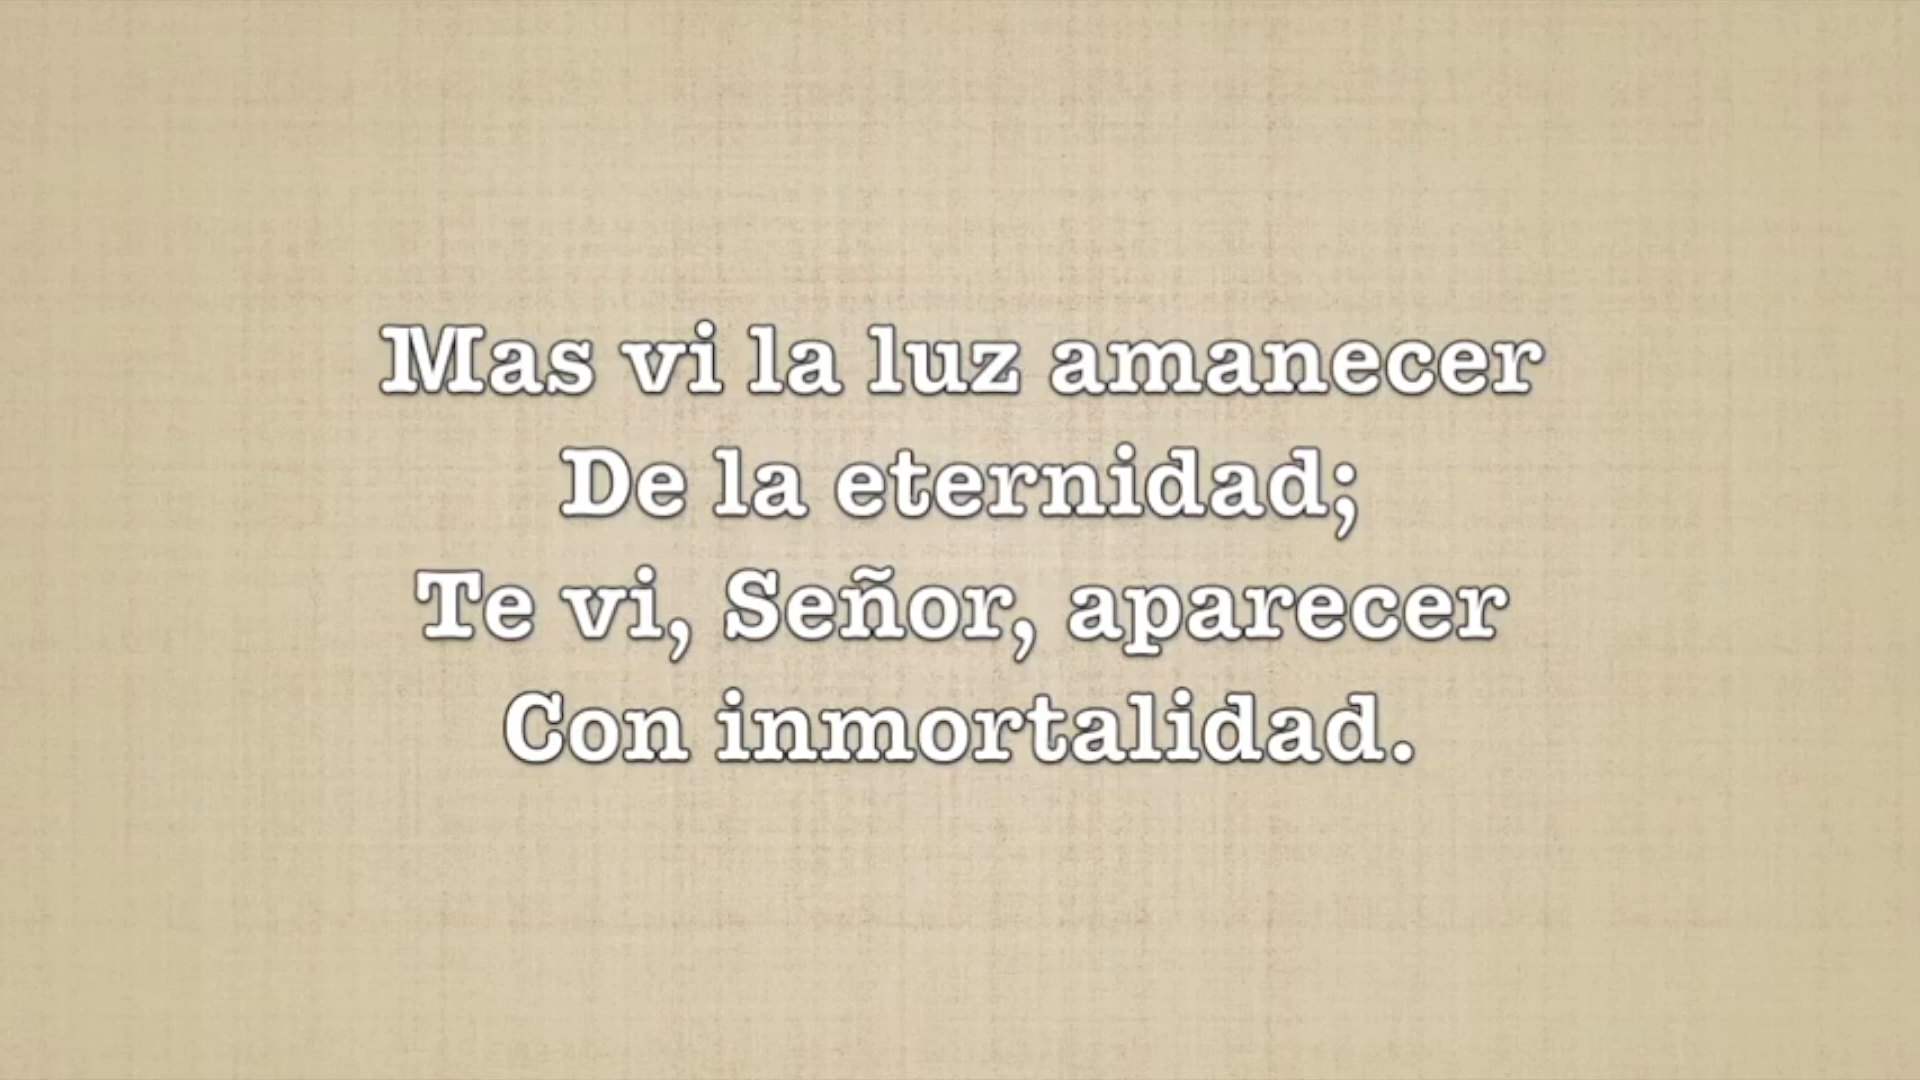 Mas vi la luz amanecer
De la eternidad;
Te vi, Señor, aparecer
Con inmortalidad.